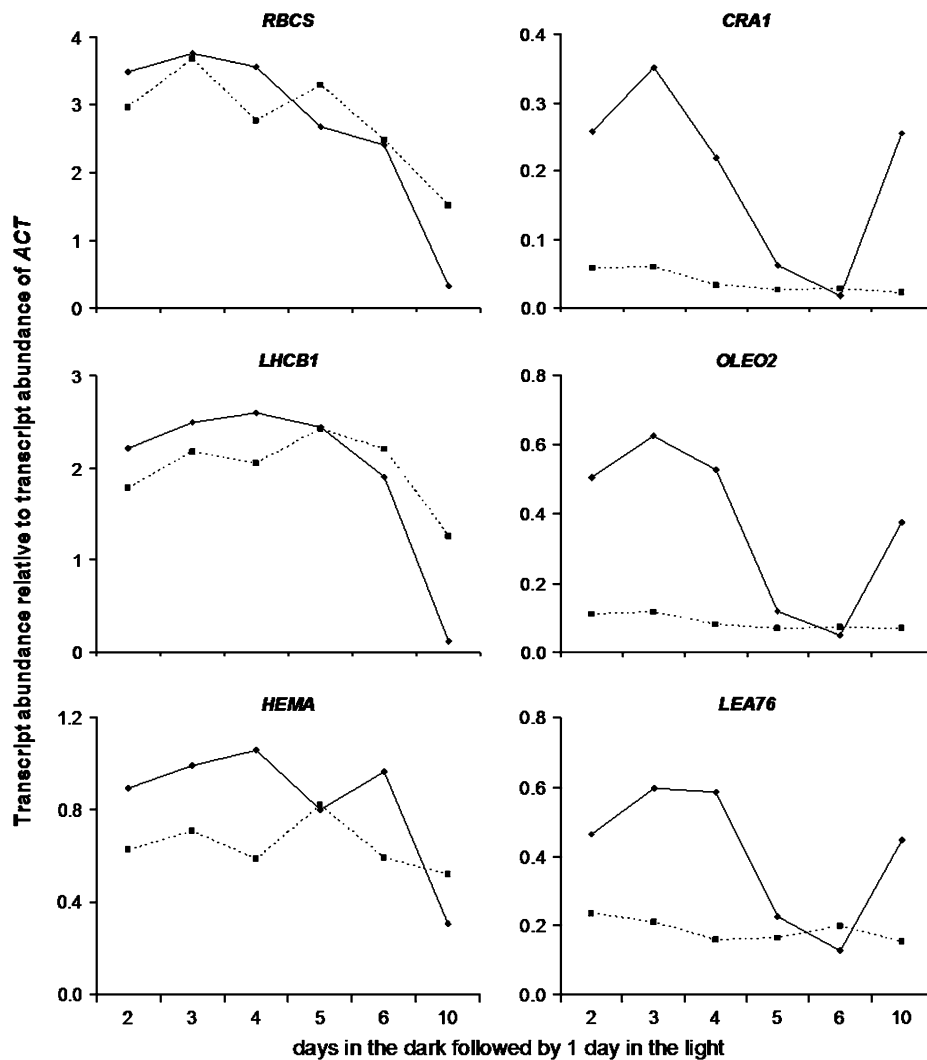 RBCS
4
3
2
1
0
CRA1
0.4
0.3
0.2
0.1
0.0
LHCB1
3
2
1
0
OLEO2
0.8
0.6
0.4
0.2
0.0
HEMA
1.2
0.8
0.4
0.0
2 3 4 5 6 10
LEA76
0.8
0.6
0.4
0.2
0.0
2 3 4 5 6 10
Transcript abundance relative to transcript abundance of ACT
days in the dark followed by 1 day in the light